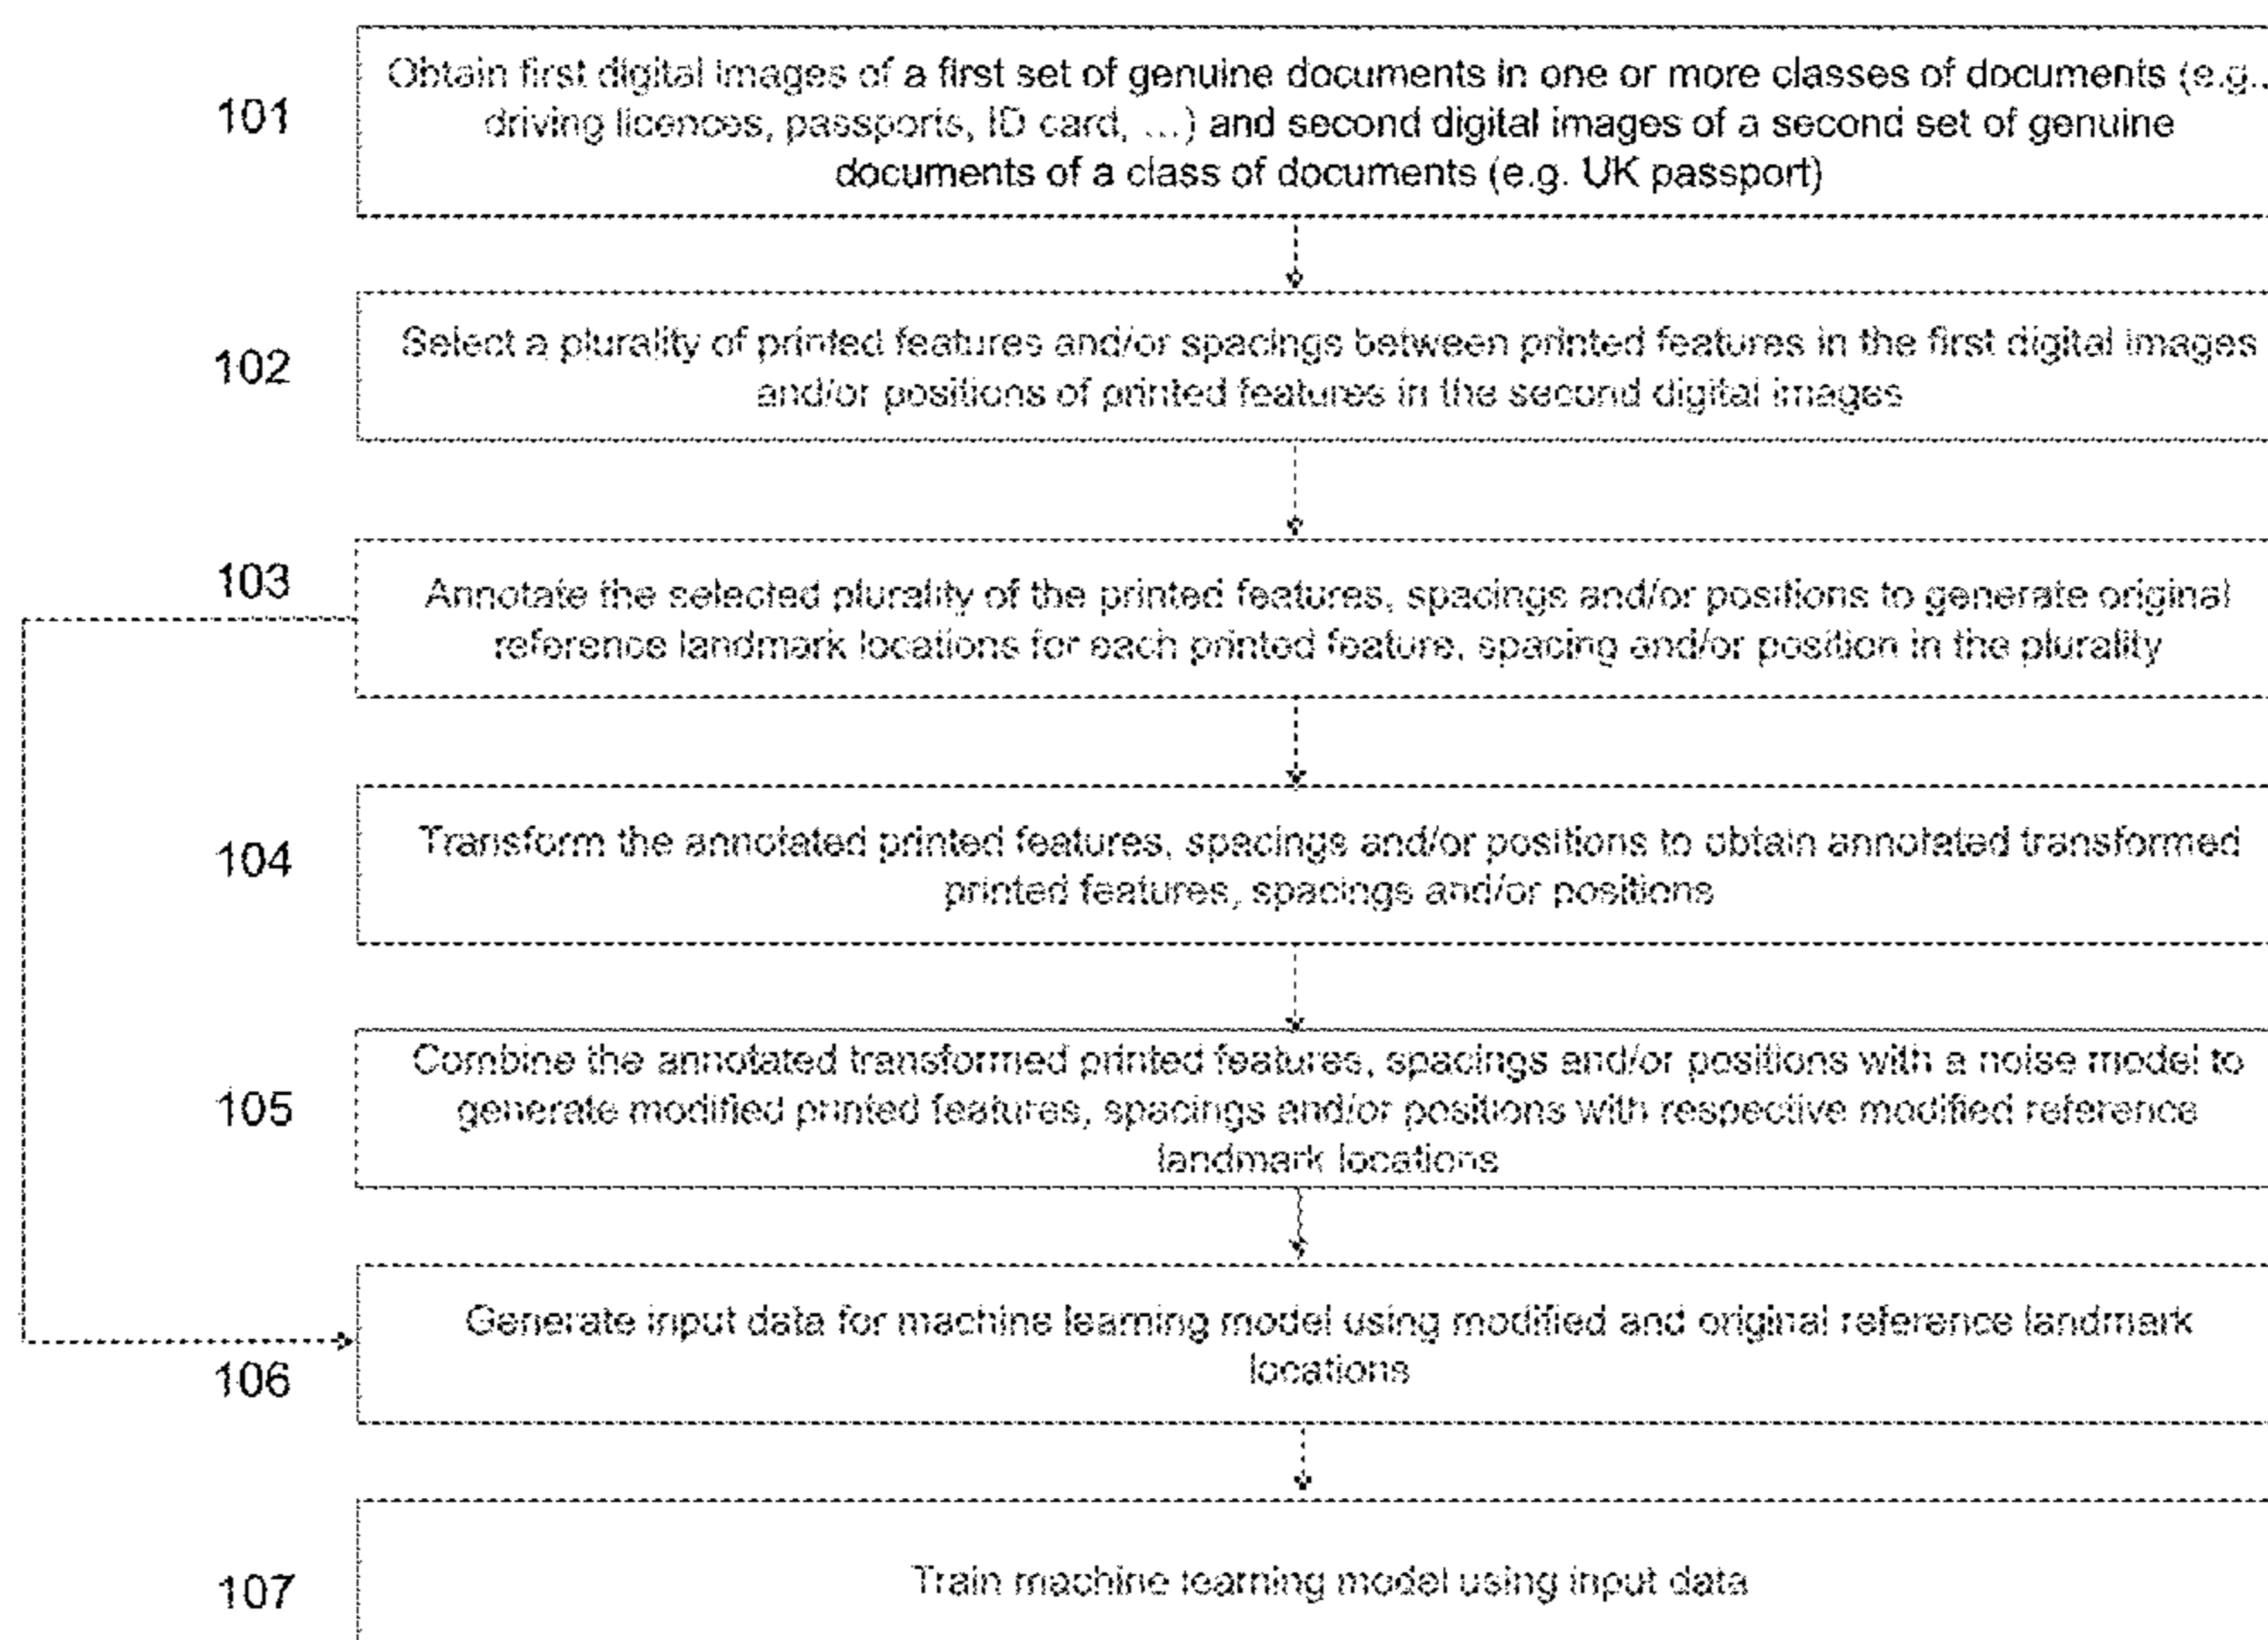 101
Obtain first digital images of a first set of genuine documents in one or more classes of documents (e.g.,
driving licences, passports, ID card, ...) and second digital images of a second set of genuine
documents of a class of documents (e.g. UK passport)
102
Select a plurality of printed features and/or spacings between printed features in the first digital images
and/or positions of printed features in the second digital images
103
Annotate the selected plurality of the printed features, spacings and/or positions to generate original
reference landmark locations for each printed feature, spacing and/or position in the plurality
104
Transform the annotated printed features, spacings and/or positions to obtain annotated transformed
printed features, spacings and/or positions
105
Combine the annotated transformed printed features, spacings and/or positions with a noise model to
generate modified printed features, spacings and/or positions with respective modified reference
landmark locations
106
Generate input data for machine learning model using modified and original reference landmark
locations
107
Train machine learning model using input data